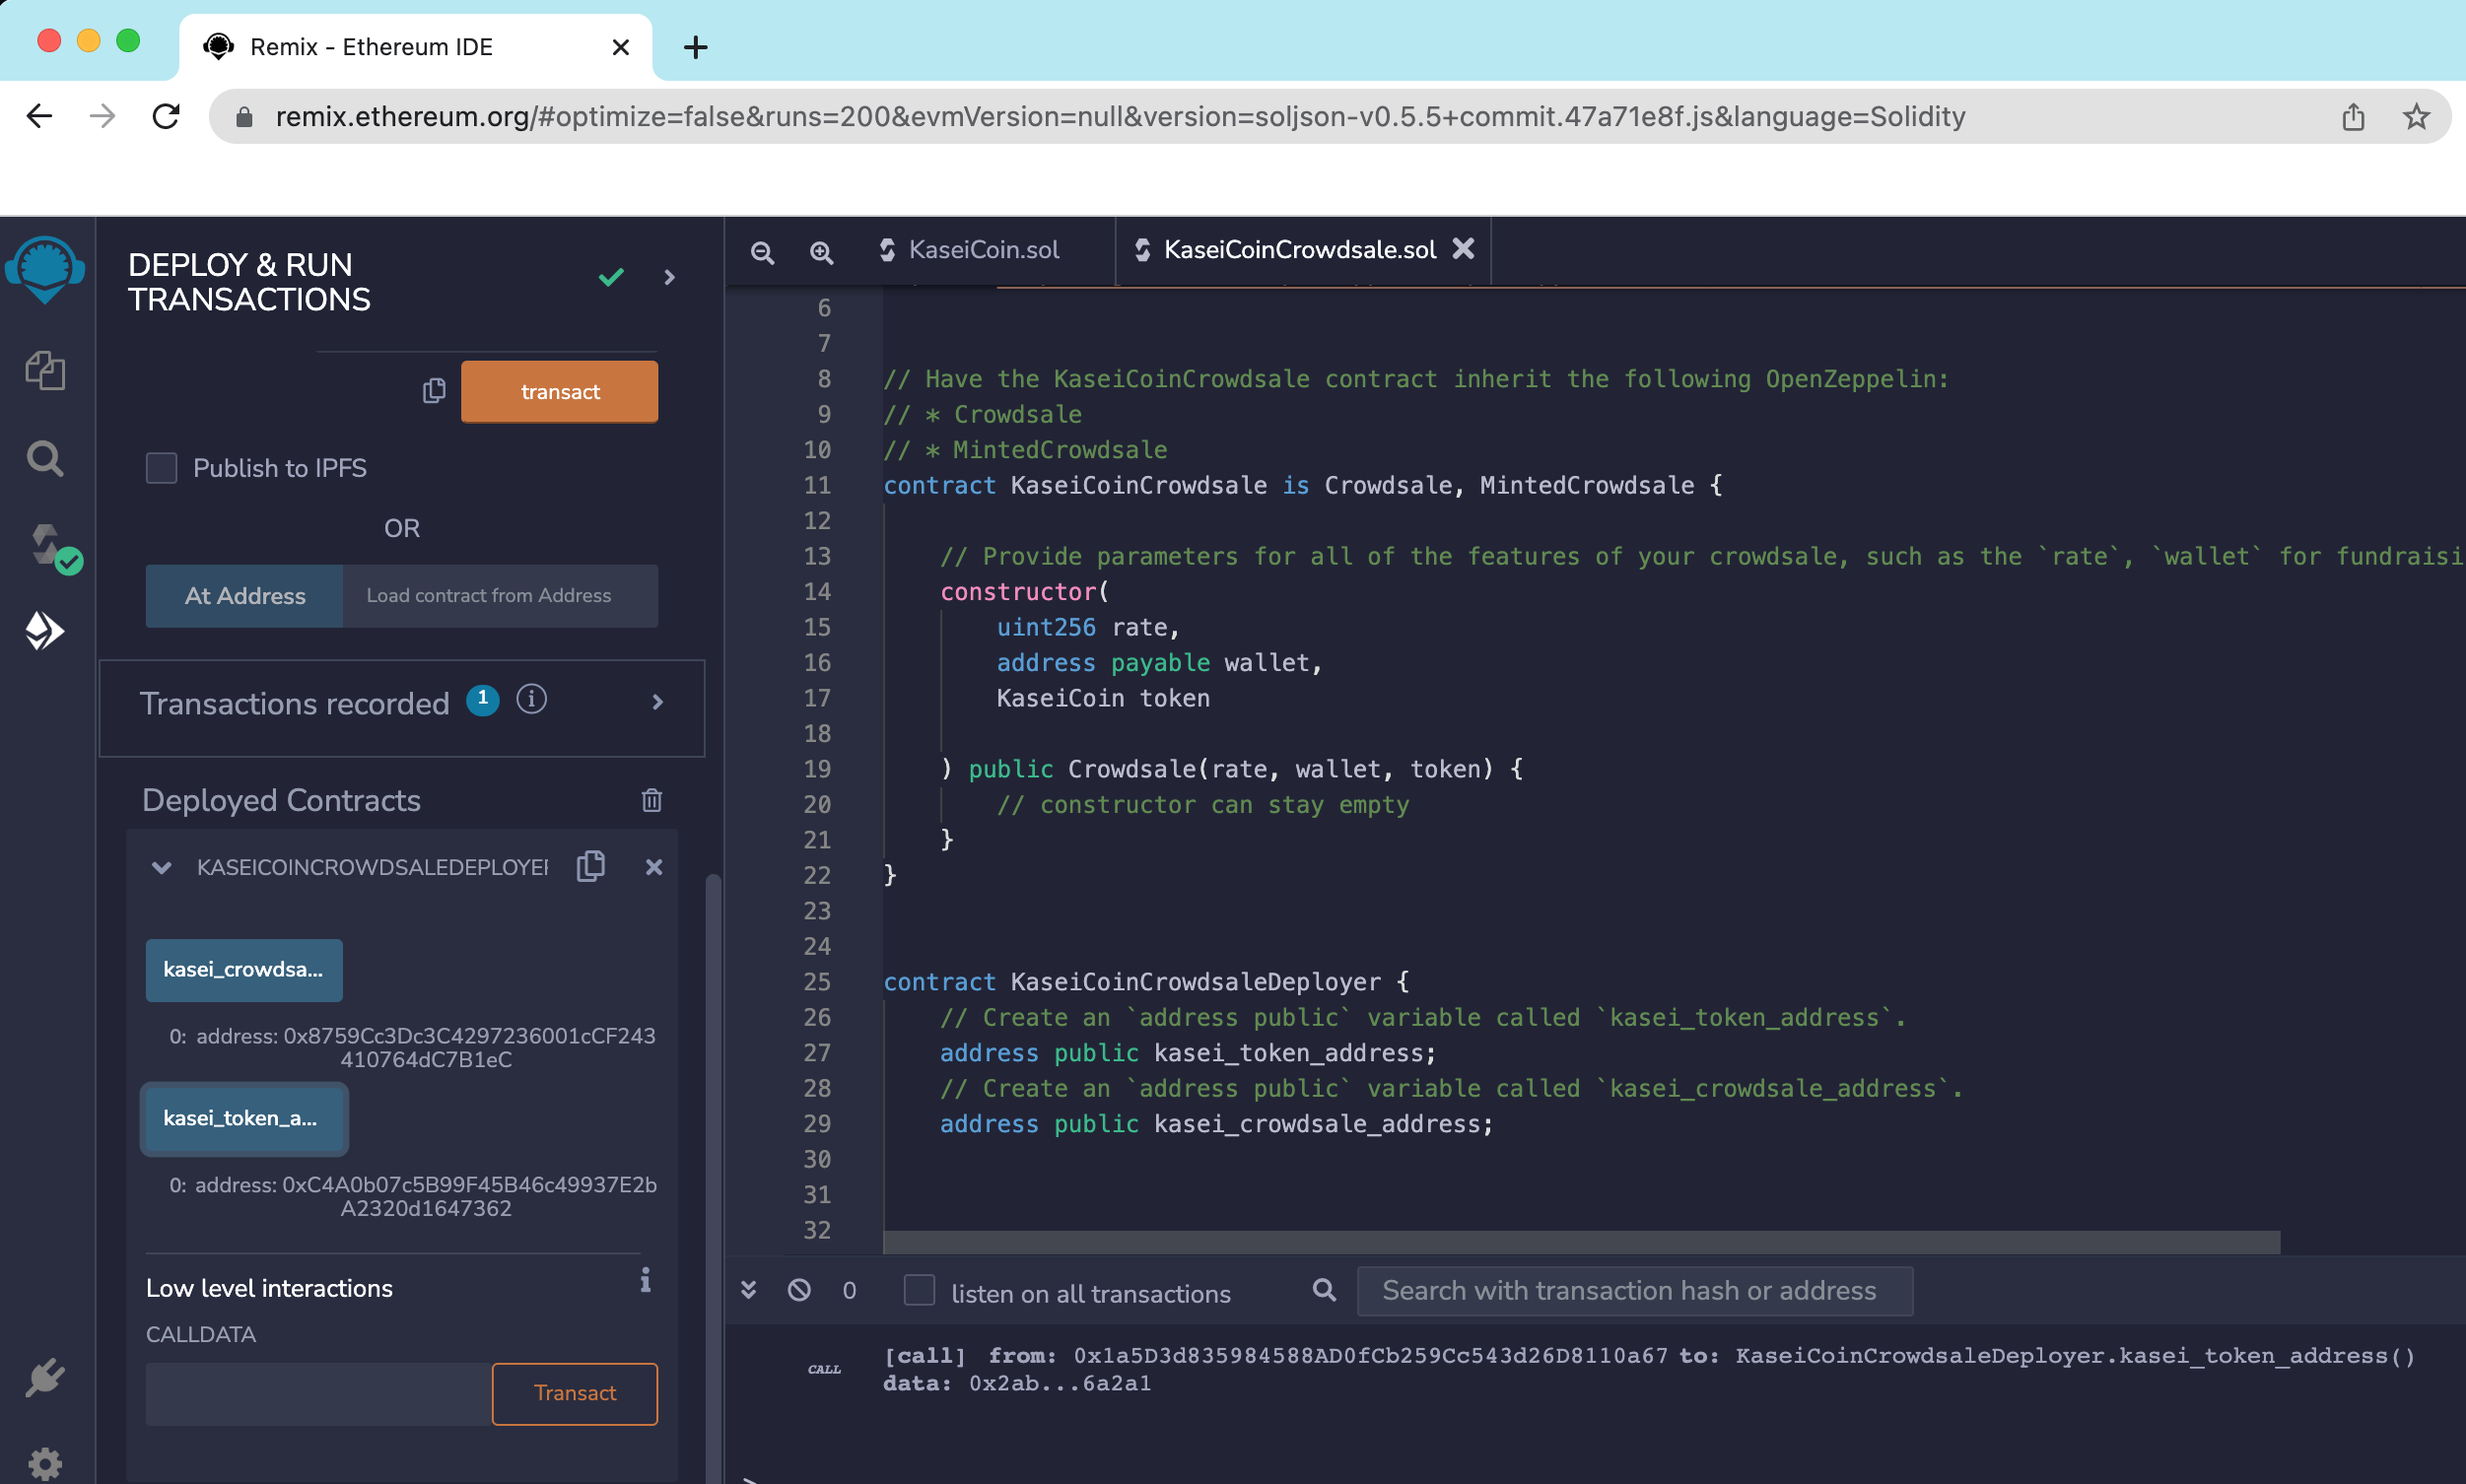 Remix - Ethereum IDE
remix.ethereum.org/#optimize=false&runs=200&evmVersion=null&version=soljson-v0.5.5+commit.47a71e8f.js&language=Solidity
DEPLOY & RUN
TRANSACTIONS
transact
Publish to IPFS
OR
At Address Load contract from Address
Transactions recorded 1 i
Deployed Contracts
KASEICOINCROWDSALEDEPLOYER
kasei_crowdsa...
0: address: 0x8759Cc3Dc3C4297236001cCF243
410764dC7B1eC
kasei_token_a...
0: address: 0xC4A0b07c5B99F45B46c49937E2b
A2320d1647362
Low level interactions i
CALLDATA
Transact
KaseiCoin.sol KaseiCoinCrowdsale.sol
6
7
8 // Have the KaseiCoinCrowdsale contract inherit the following OpenZeppelin:
9 // * Crowdsale
10 // * MintedCrowdsale
11 contract KaseiCoinCrowdsale is Crowdsale, MintedCrowdsale {
12
13 // Provide parameters for all of the features of your crowdsale, such as the `rate`, `wallet` for fundraisi
14 constructor(
15 uint256 rate,
16 address payable wallet,
17 KaseiCoin token
18
19 ) public Crowdsale(rate, wallet, token) {
20 // constructor can stay empty
21 }
22 }
23
24
25 contract KaseiCoinCrowdsaleDeployer {
26 // Create an `address public` variable called `kasei_token_address`.
27 address public kasei_token_address;
28 // Create an `address public` variable called `kasei_crowdsale_address`.
29 address public kasei_crowdsale_address;
30
31
32
0 listen on all transactions Search with transaction hash or address
CALL [call] from: 0x1a5D3d835984588AD0fCb259Cc543d26D8110a67 to: KaseiCoinCrowdsaleDeployer.kasei_token_address()
data: 0x2ab...6a2a1
>